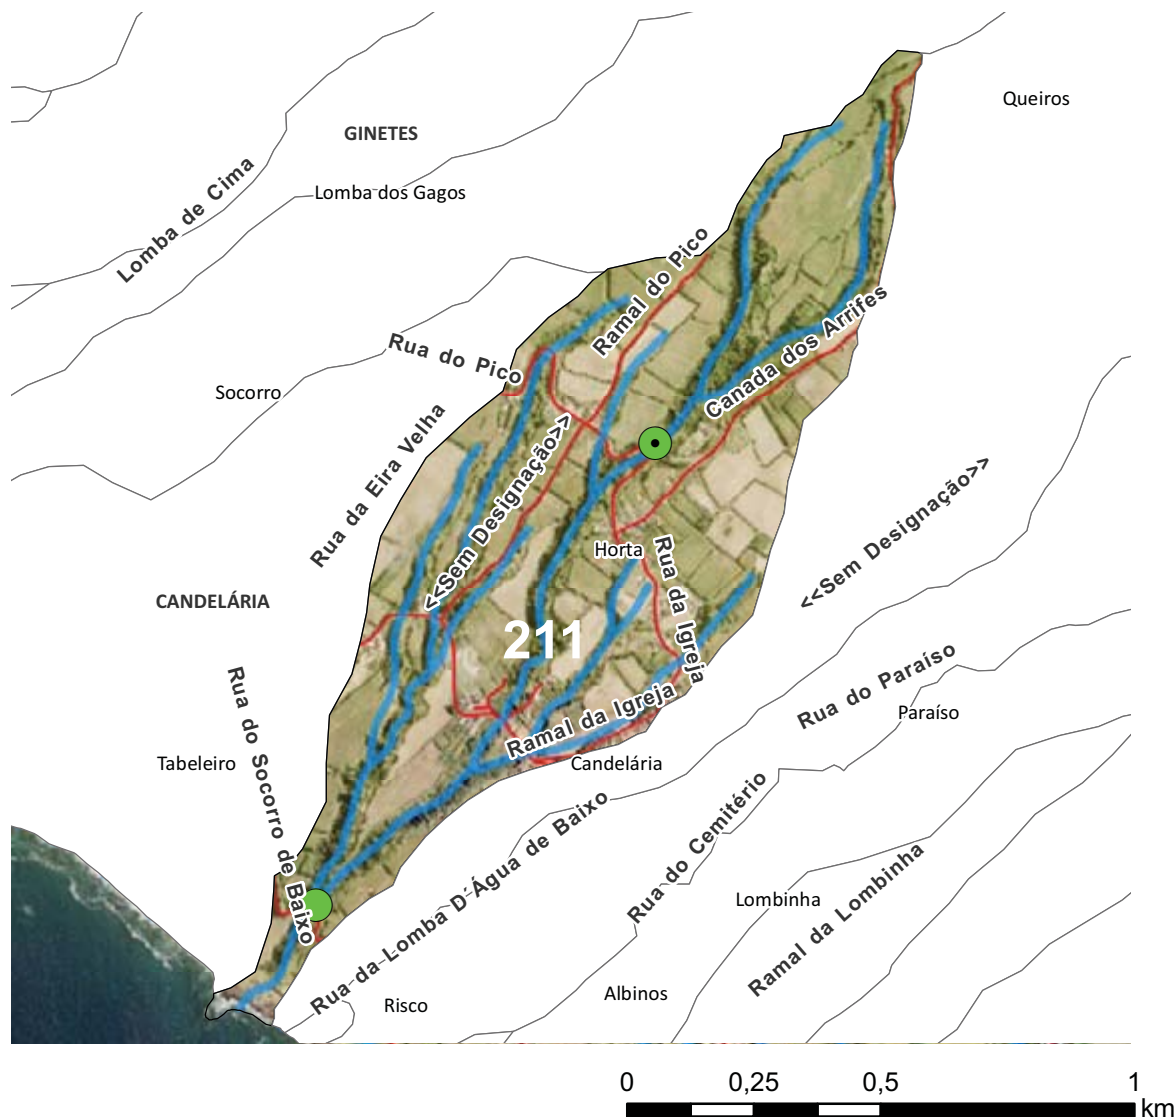 Queiros
GINETES
Lomba de Cima
Lomba dos Gagos
Ramal do Pico
Rua do Pico
Canada dos Arrifes
Socorro
Rua da Eira Velha
<<Sem Designação>>
<<Sem Designação>>
Horta
Rua da Igreja
CANDELÁRIA
211
Rua do Socorro de Baixo
Ramal da Igreja
Rua do Paraíso
Paraíso
Tabeleiro
Candelária
Rua da Lomba D'Água de Baixo
Rua do Cemitério
Lombinha
Ramal da Lombinha
Albinos
Risco
0 0,25 0,5 1
km